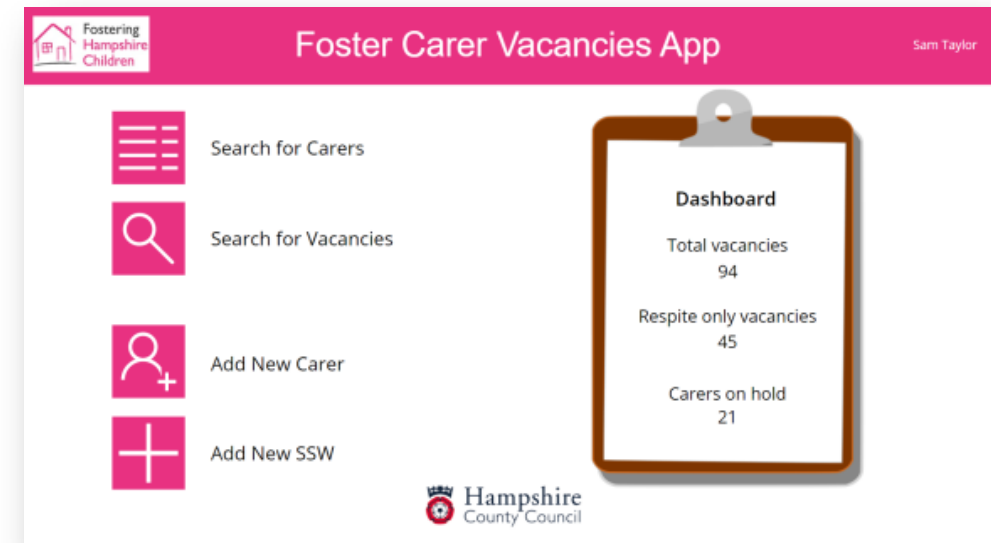 Fostering
Hampshire
Children
Foster Carer Vacancies App
Sam Taylor
Search for Carers
Search for Vacancies
Add New Carer
Add New SSW
Dashboard
Total vacancies
94
Respite only vacancies
45
Carers on hold
21
Hampshire
County Council